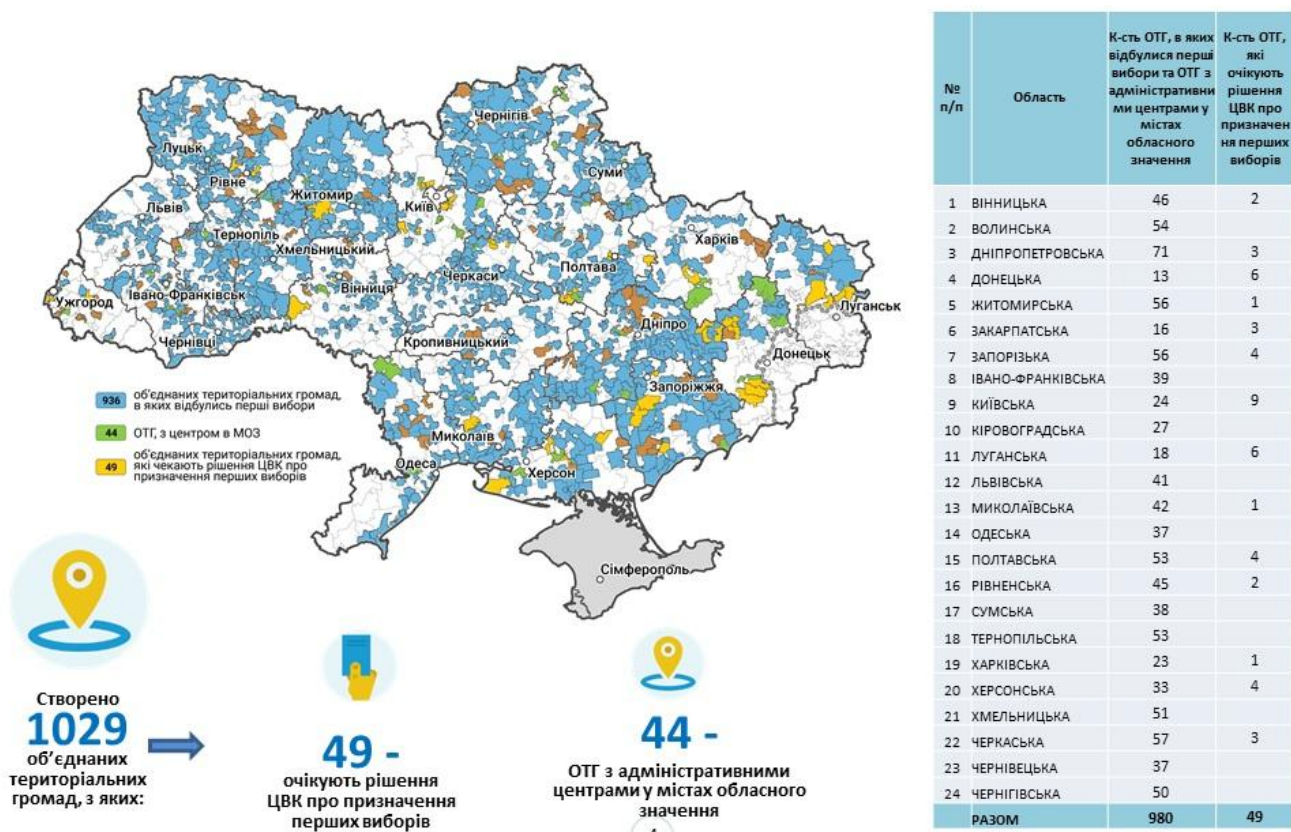 Чернігів
Луцьк
Рівне
Суми
Житомир
Київ
Львів
Тернопіль
Хмельницький
Харків
Полтава
Черкаси
Вінниця
Ужгород
Івано-Франківськ
Луганськ
Дніпро
Чернівці
Кропивницький
Донецьк
Запоріжжя
Миколаїв
Одеса
Херсон
Сімферополь
936 об'єднаних територіальних громад,
в яких відбулись перші вибори
44 ОТГ, з центром в МОЗ
49 об'єднаних територіальних громад,
які чекають рішення ЦВК про
призначення перших виборів
Створено
1029
об'єднаних
територіальних
громад, з яких:
49 -
очікують рішення
ЦВК про призначення
перших виборів
44 -
ОТГ з адміністративними
центрами у містах обласного
значення
№
п/п
Область
К-сть ОТГ, в яких
відбулися перші
вибори та ОТГ з
адміністративни
ми центрами у
містах
обласного
значення
К-сть ОТГ,
які
очікують
рішення
ЦВК про
призначен
ня перших
виборів
1 ВІННИЦЬКА 46 2
2 ВОЛИНСЬКА 54
3 ДНІПРОПЕТРОВСЬКА 71 3
4 ДОНЕЦЬКА 13 6
5 ЖИТОМИРСЬКА 56 1
6 ЗАКАРПАТСЬКА 16 3
7 ЗАПОРІЗЬКА 56 4
8 ІВАНО-ФРАНКІВСЬКА 39
9 КИЇВСЬКА 24 9
10 КІРОВОГРАДСЬКА 27
11 ЛУГАНСЬКА 18 6
12 ЛЬВІВСЬКА 41
13 МИКОЛАЇВСЬКА 42 1
14 ОДЕСЬКА 37
15 ПОЛТАВСЬКА 53 4
16 РІВНЕНСЬКА 45 2
17 СУМСЬКА 38
18 ТЕРНОПІЛЬСЬКА 53
19 ХАРКІВСЬКА 23 1
20 ХЕРСОНСЬКА 33 4
21 ХМЕЛЬНИЦЬКА 51
22 ЧЕРКАСЬКА 57 3
23 ЧЕРНІВЕЦЬКА 37
24 ЧЕРНІГІВСЬКА 50
РАЗОМ 980 49